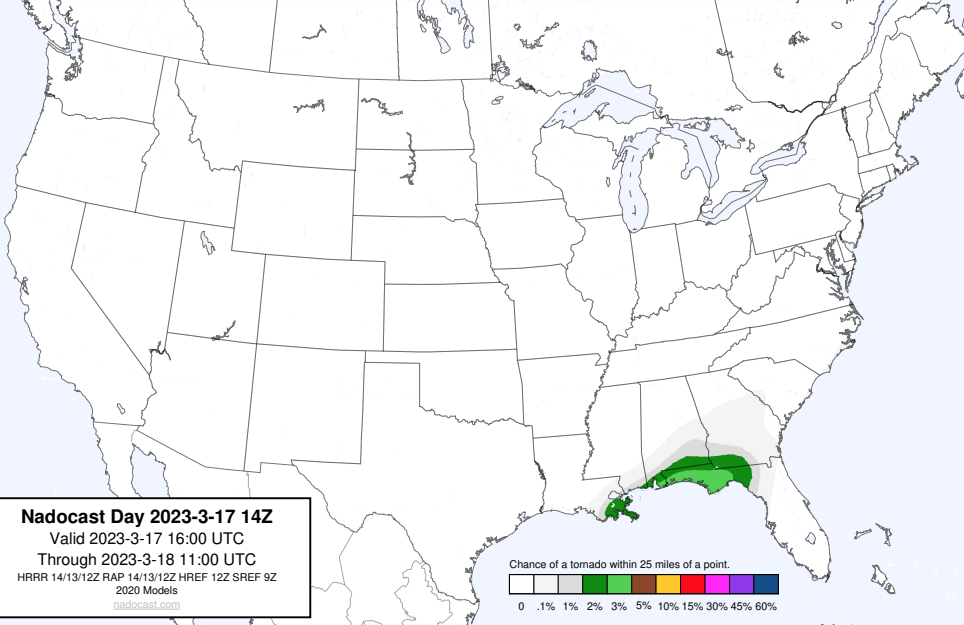 Nadocast Day 2023-3-17 14Z
Valid 2023-3-17 16:00 UTC
Through 2023-3-18 11:00 UTC
HRRR 14/13/12Z RAP 14/13/12Z HREF 12Z SREF 9Z
2020 Models
nadocast.com
Chance of a tornado within 25 miles of a point.
0 .1% 1% 2% 3% 5% 10% 15% 30% 45% 60%